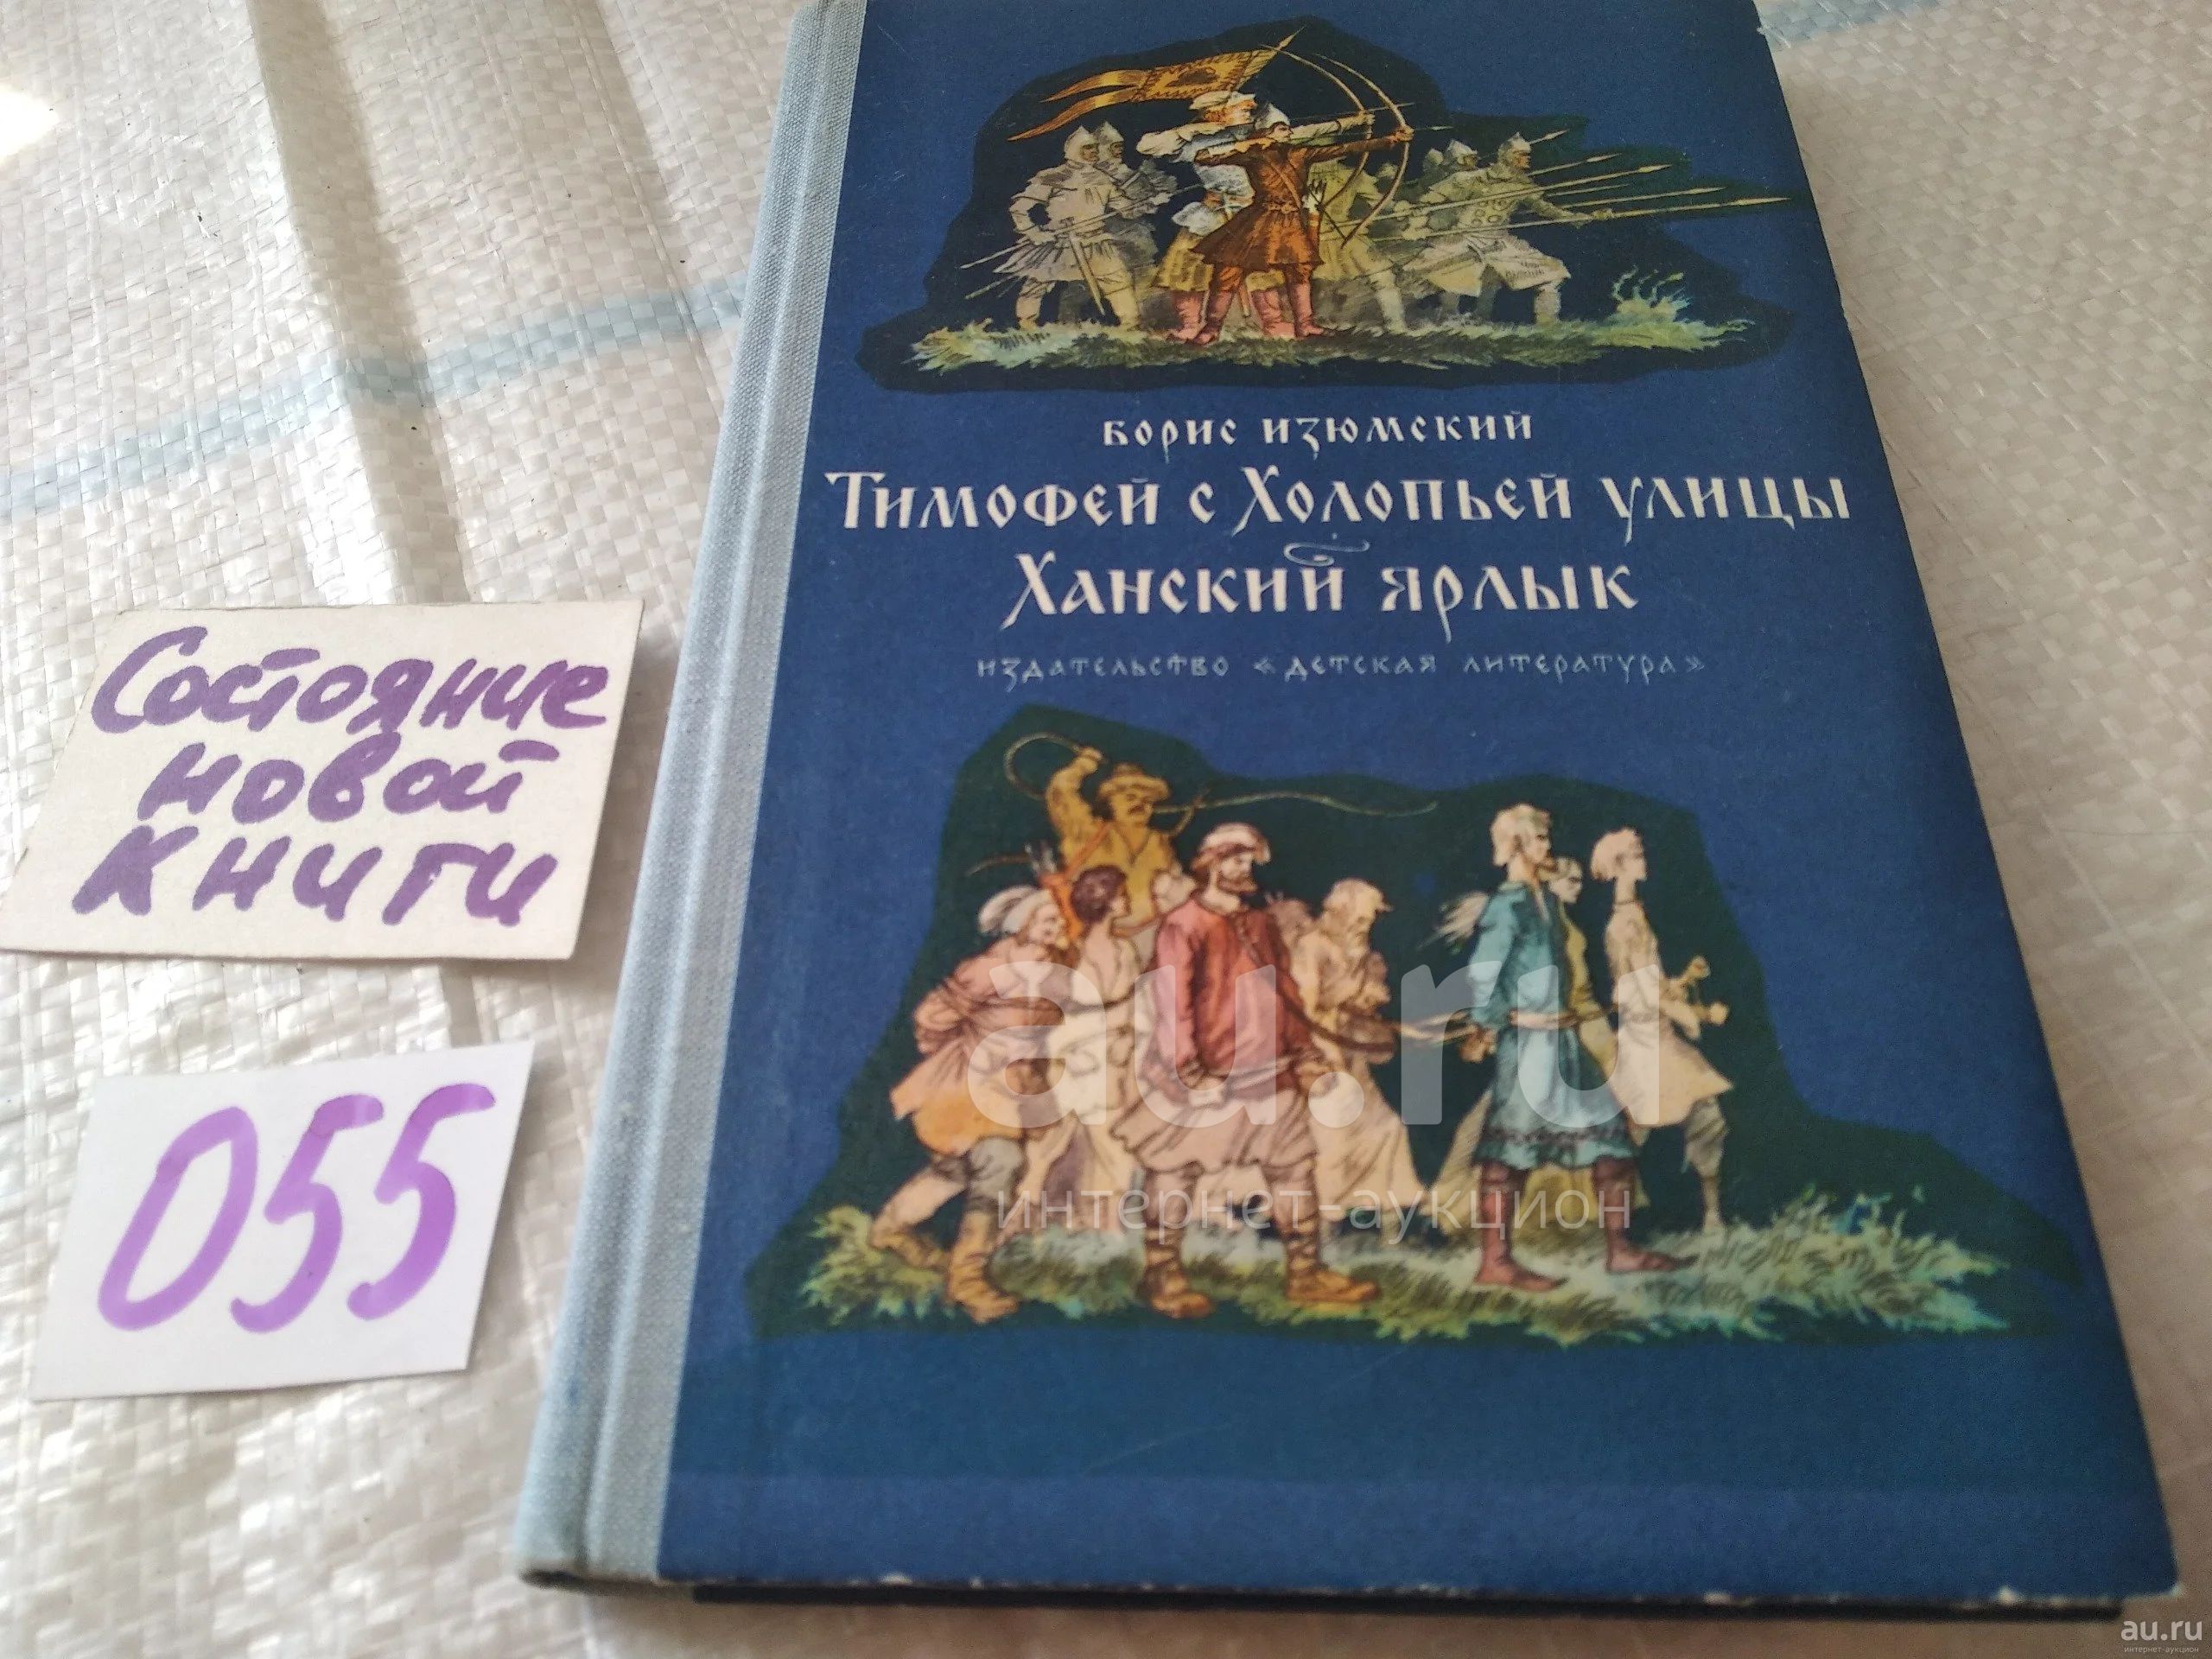 Борис Изюмский
Тимофей с Холопьей улицы
Ханский ярлык
издательство «детская литература»
Состояние
новой
книги
055
au.ru
интернет-аукцион
au.ru
интернет-аукцион